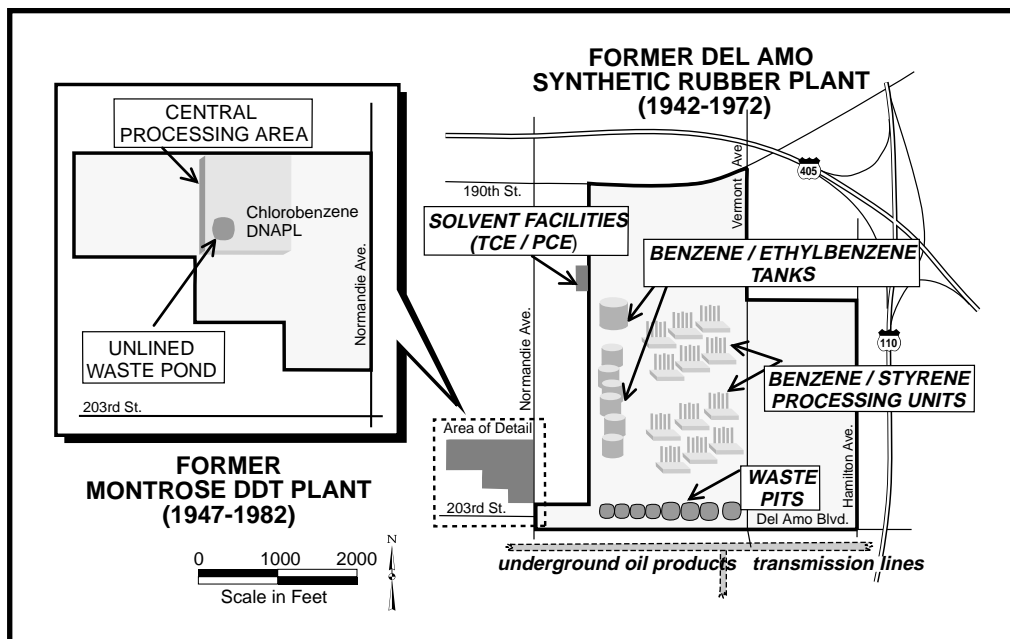 CENTRAL
PROCESSING AREA
Chlorobenzene
DNAPL
Normandie Ave.
UNLINED
WASTE POND
203rd St.
FORMER
MONTROSE DDT PLANT
(1947-1982)
0 1000 2000
Scale in Feet
N
FORMER DEL AMO
SYNTHETIC RUBBER PLANT
(1942-1972)
405
190th St.
Vermont Ave.
SOLVENT FACILITIES
(TCE / PCE)
BENZENE / ETHYLBENZENE
TANKS
Normandie Ave.
110
BENZENE / STYRENE
PROCESSING UNITS
Hamilton Ave.
Area of Detail
203rd St.
WASTE
PITS
Del Amo Blvd.
underground oil products transmission lines